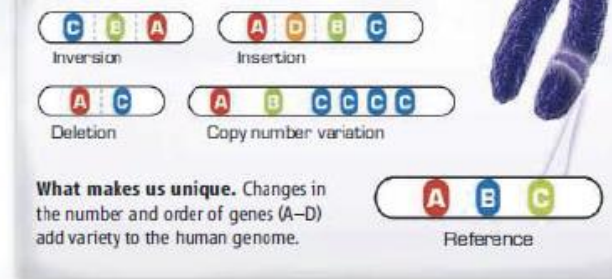 C B A
A D B C
Inversion
Insertion
A C
A B C C C C
Deletion
Copy number variation
What makes us unique. Changes in
the number and order of genes (A–D)
add variety to the human genome.
A B C
Reference